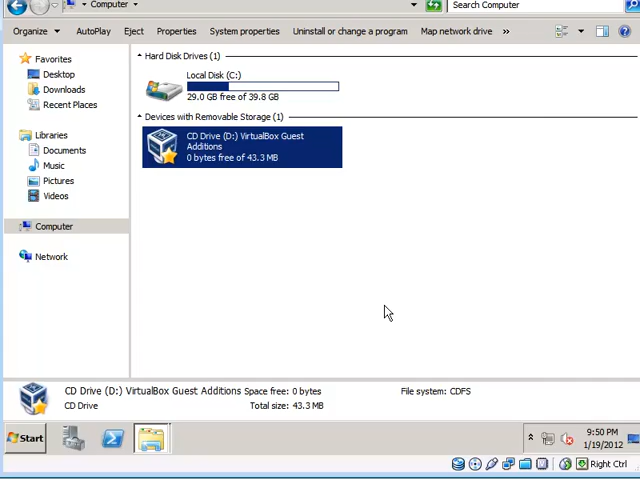 Computer
Search Computer
Organize AutoPlay Eject Properties System properties Uninstall or change a program Map network drive »
Favorites
Desktop
Downloads
Recent Places
Libraries
Documents
Music
Pictures
Videos
Computer
Network
Hard Disk Drives (1)
Local Disk (C:)
29.0 GB free of 39.8 GB
Devices with Removable Storage (1)
CD Drive (D:) VirtualBox Guest
Additions
0 bytes free of 43.3 MB
CD Drive (D:) VirtualBox Guest Additions Space free: 0 bytes File system: CDFS
CD Drive Total size: 43.3 MB
Start
9:50 PM
1/19/2012
Right Ctrl